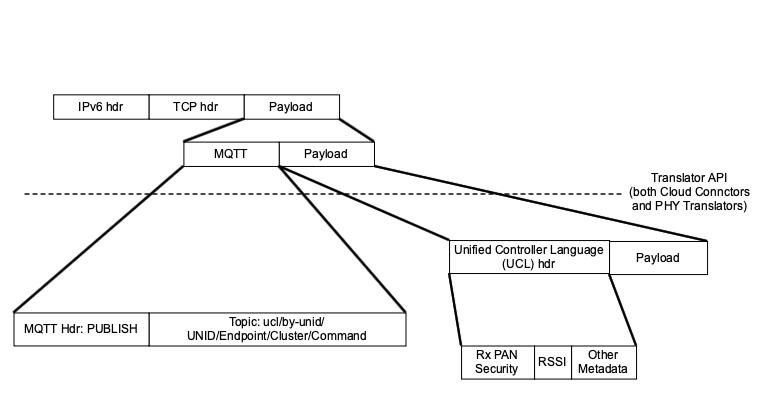 IPv6 hdr
TCP hdr
Payload
MQTT
Payload
Translator API
(both Cloud Connctors
and PHY Translators)
Unified Controller Language
(UCL) hdr
Payload
MQTT Hdr: PUBLISH
Topic: ucl/by-unid/
UNID/Endpoint/Cluster/Command
Rx PAN
Security
RSSI
Other
Metadata